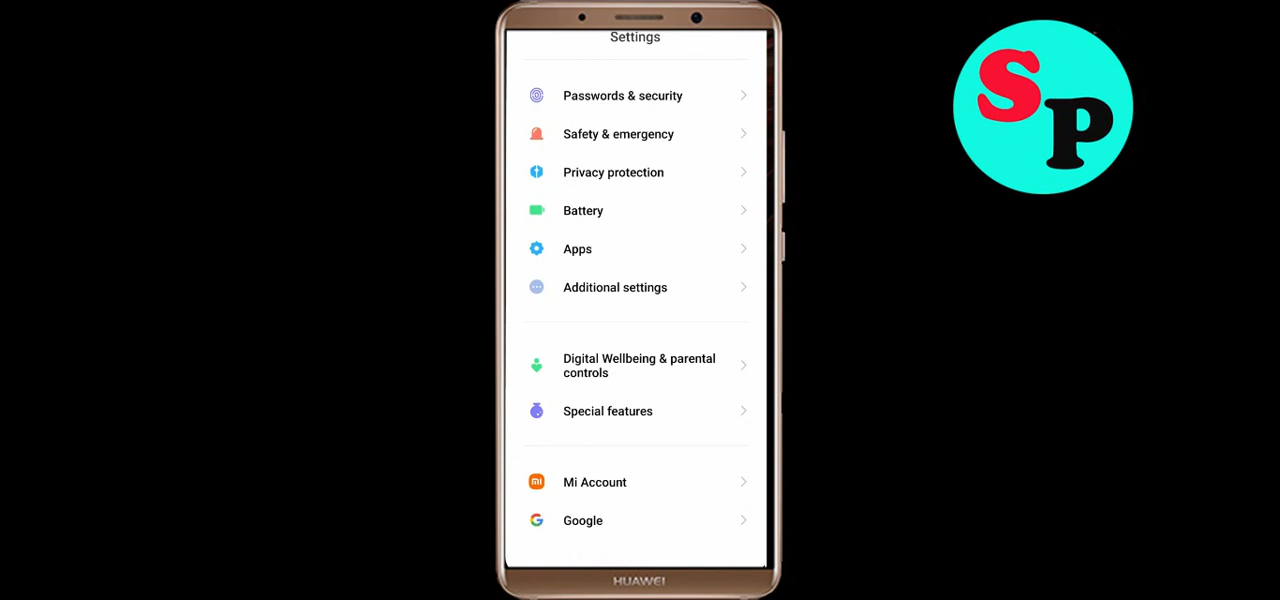 Settings
Passwords & security
Safety & emergency
Privacy protection
Battery
Apps
Additional settings
Digital Wellbeing & parental
controls
Special features
mi Mi Account
Google
HUAWEI
S
P